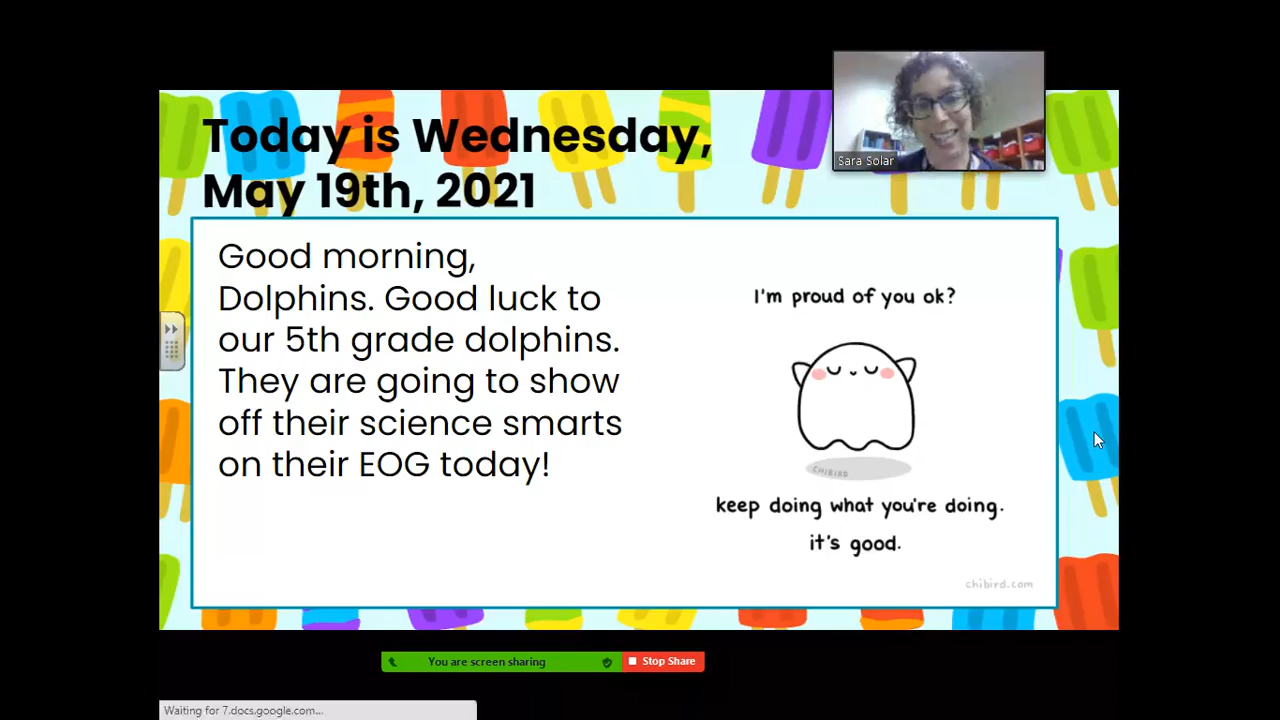 Today is Wednesday,
May 19th, 2021
Sara Solar
Good morning,
Dolphins. Good luck to
our 5th grade dolphins.
They are going to show
off their science smarts
on their EOG today!
I'm proud of you ok?
CHIBIRD
keep doing what you're doing.
it's good.
chibird.com
You are screen sharing
Stop Share
Waiting for 7.docs.google.com...